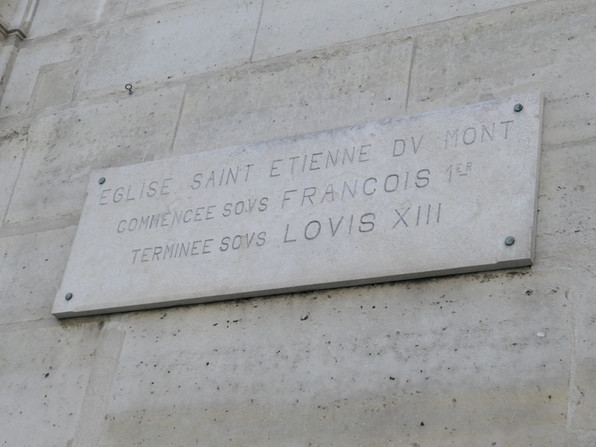 EGLISE SAINT ETIENNE DV MONT
COMMENCEE SOVS FRANCOIS 1ER
TERMINEE SOVS LOVIS XIII